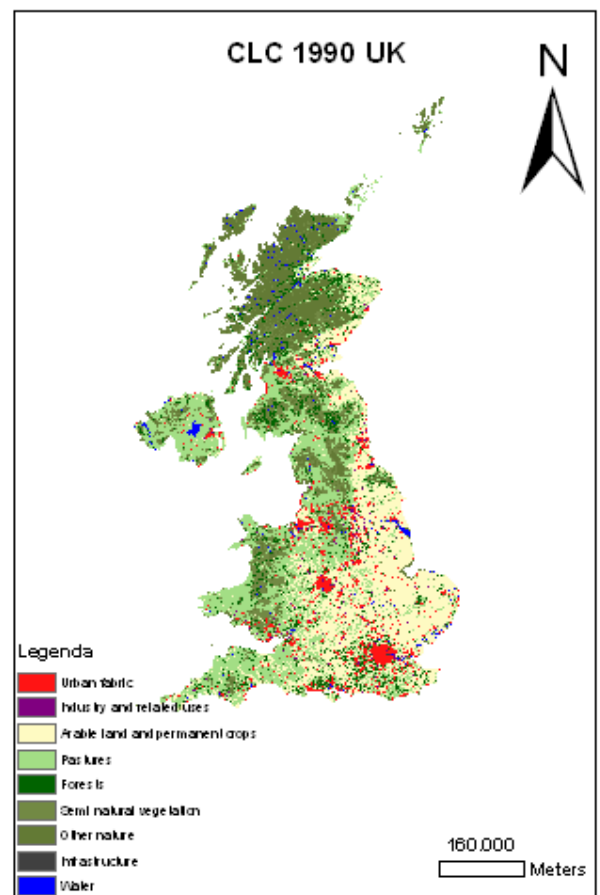 CLC 1990 UK
N
Legenda
Urban fabric
Industry and related uses
Arable land and permanent crops
Pastures
Forests
Semi natural vegetation
Other nature
Infrastructure
Water
160.000
Meters